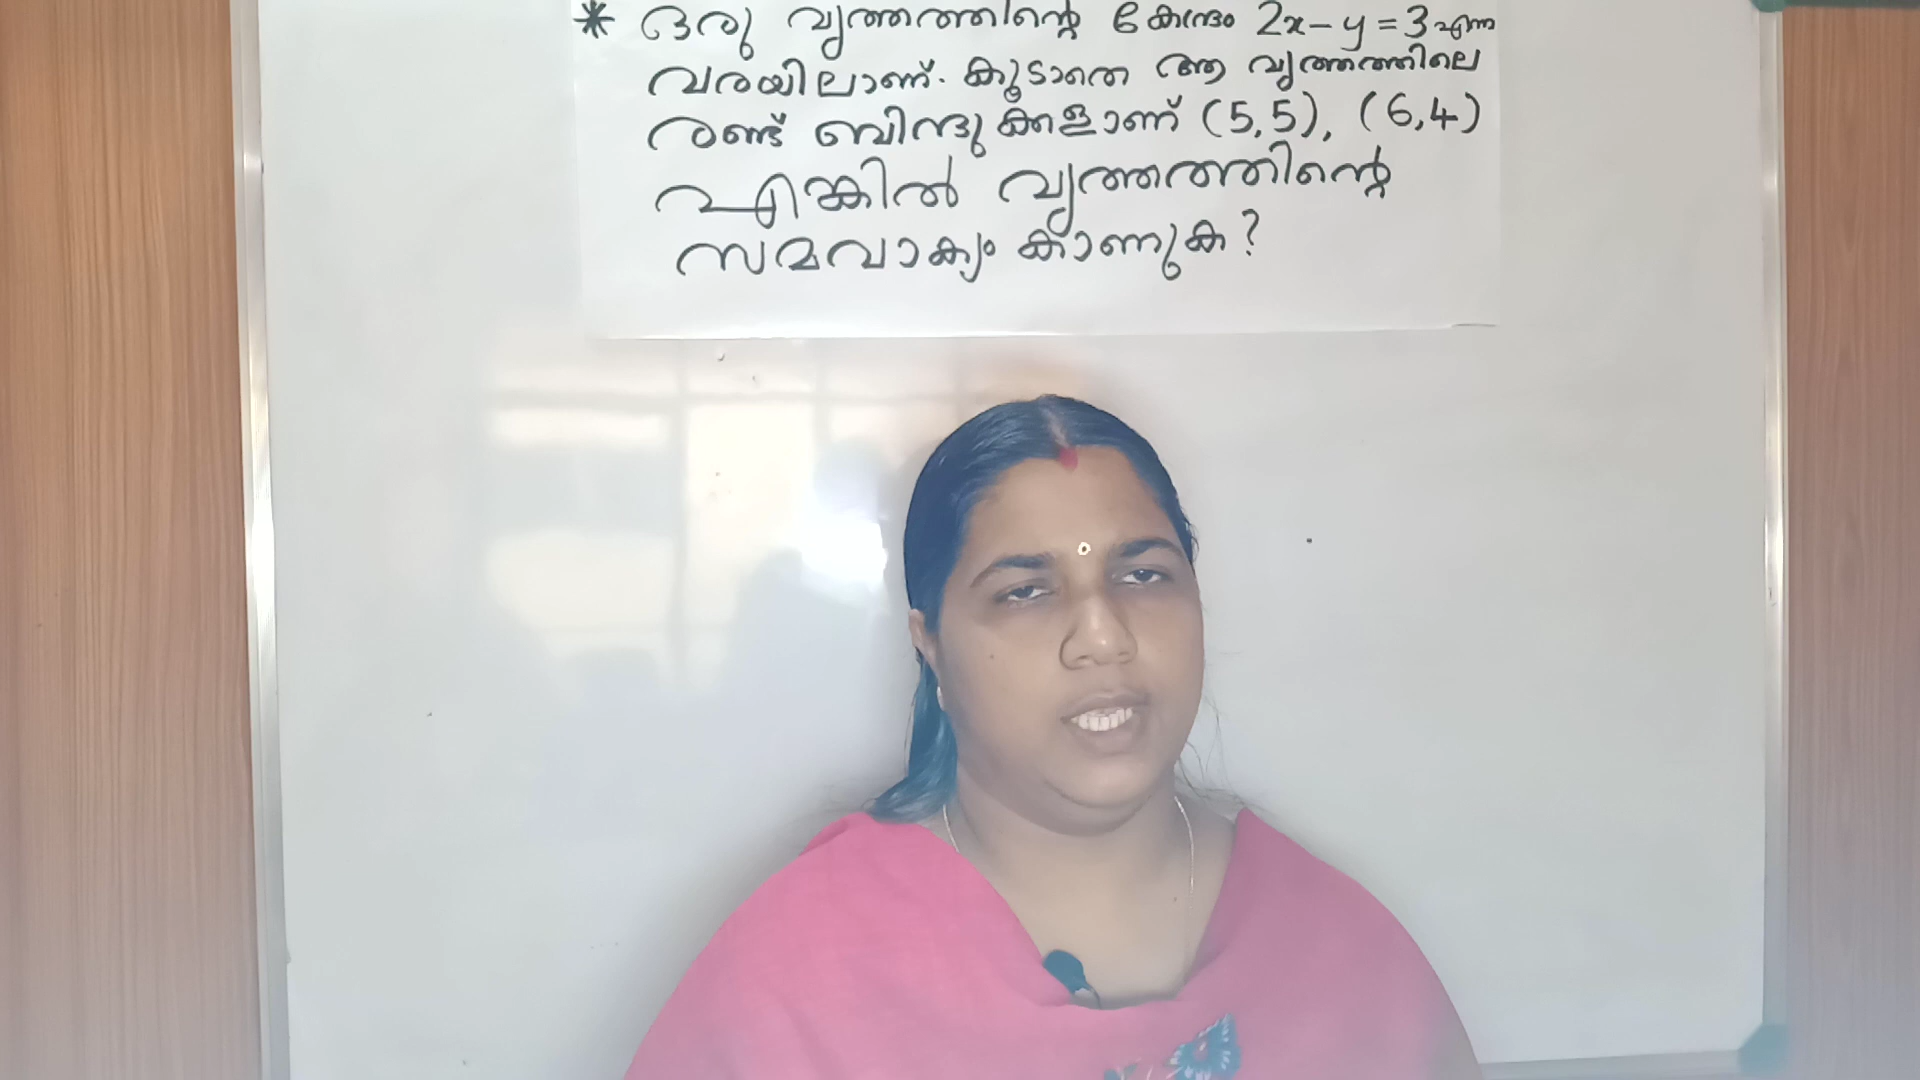 * ഒരു വൃത്തത്തിന്റെ കേന്ദ്രം 2x-y=3 എന്ന
വരയിലാണ്. കൂടാതെ ആ വൃത്തത്തിലെ
രണ്ട് ബിന്ദുക്കളാണ് (5,5), (6,4)
എങ്കിൽ വൃത്തത്തിന്റെ
സമവാക്യം കാണുക?